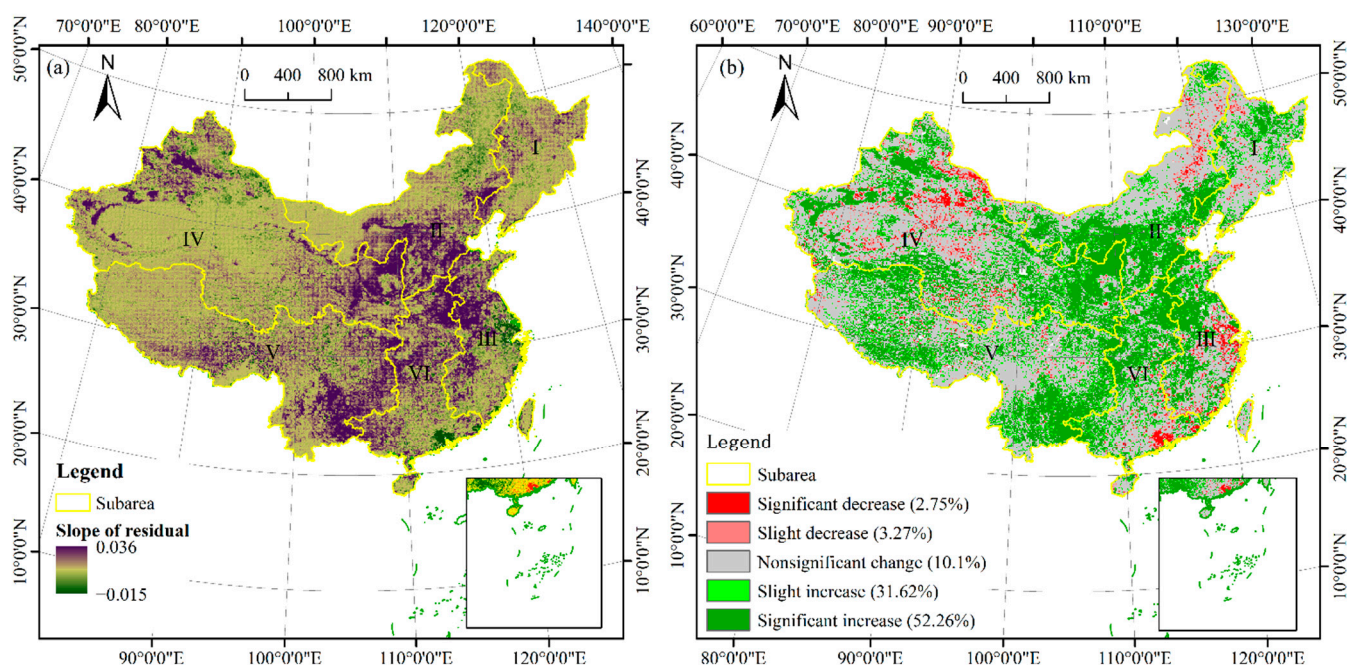 70°0'0"E 80°0'0"E 100°0'0"E 120°0'0"E 140°0'0"E
(a)
N
0 400 800 km
50°0'0"N
40°0'0"N
30°0'0"N
20°0'0"N
10°0'0"N
50°0'0"N
40°0'0"N
30°0'0"N
20°0'0"N
10°0'0"N
I
II
IV
III
V
VI
Legend
Subarea
Slope of residual
0.036
−0.015
90°0'0"E 100°0'0"E 110°0'0"E 120°0'0"E
60°0'0"E 70°0'0"E 80°0'0"E 90°0'0"E 110°0'0"E 130°0'0"E
(b)
N
0 400 800 km
40°0'0"N
30°0'0"N
20°0'0"N
10°0'0"N
50°0'0"N
40°0'0"N
30°0'0"N
20°0'0"N
10°0'0"N
I
II
IV
III
V
VI
Legend
Subarea
Significant decrease (2.75%)
Slight decrease (3.27%)
Nonsignificant change (10.1%)
Slight increase (31.62%)
Significant increase (52.26%)
80°0'0"E 90°0'0"E 100°0'0"E 110°0'0"E 120°0'0"E